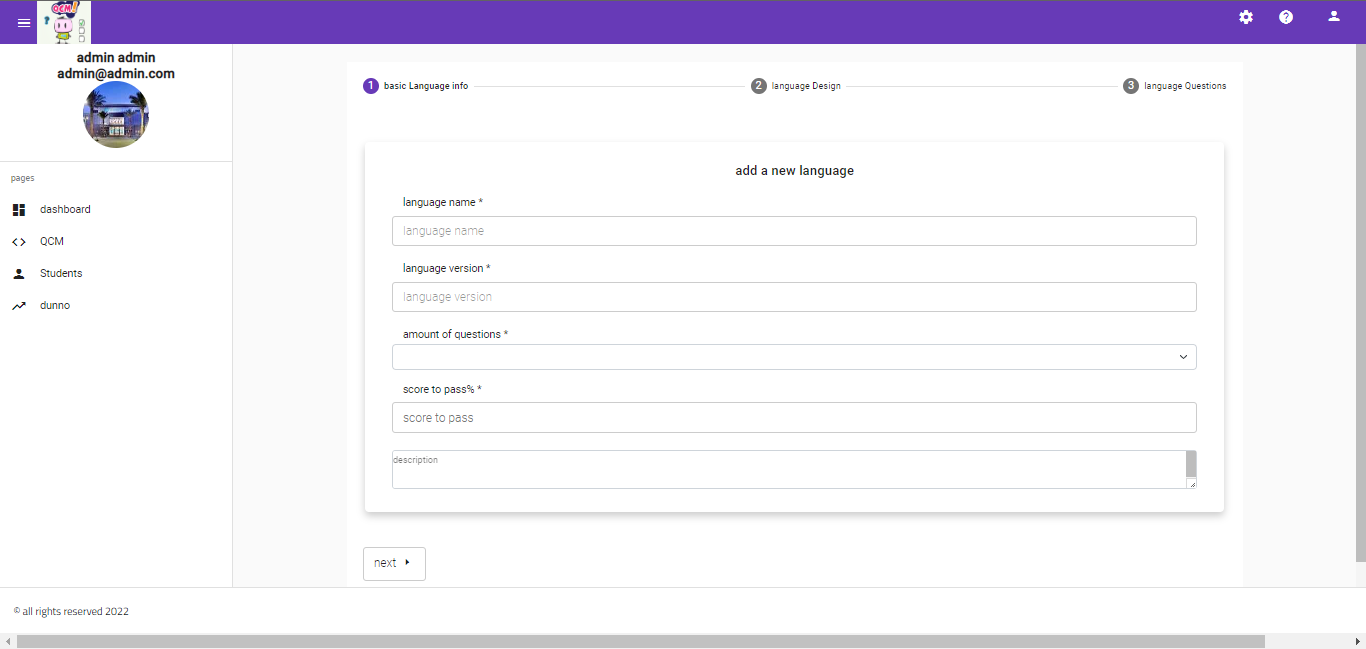 QCM!
admin admin
admin@admin.com
pages
dashboard
QCM
Students
dunno
1 basic Language info
2 language Design
3 language Questions
add a new language
language name *
language name
language version *
language version
amount of questions *
score to pass% *
score to pass
description
next
© all rights reserved 2022